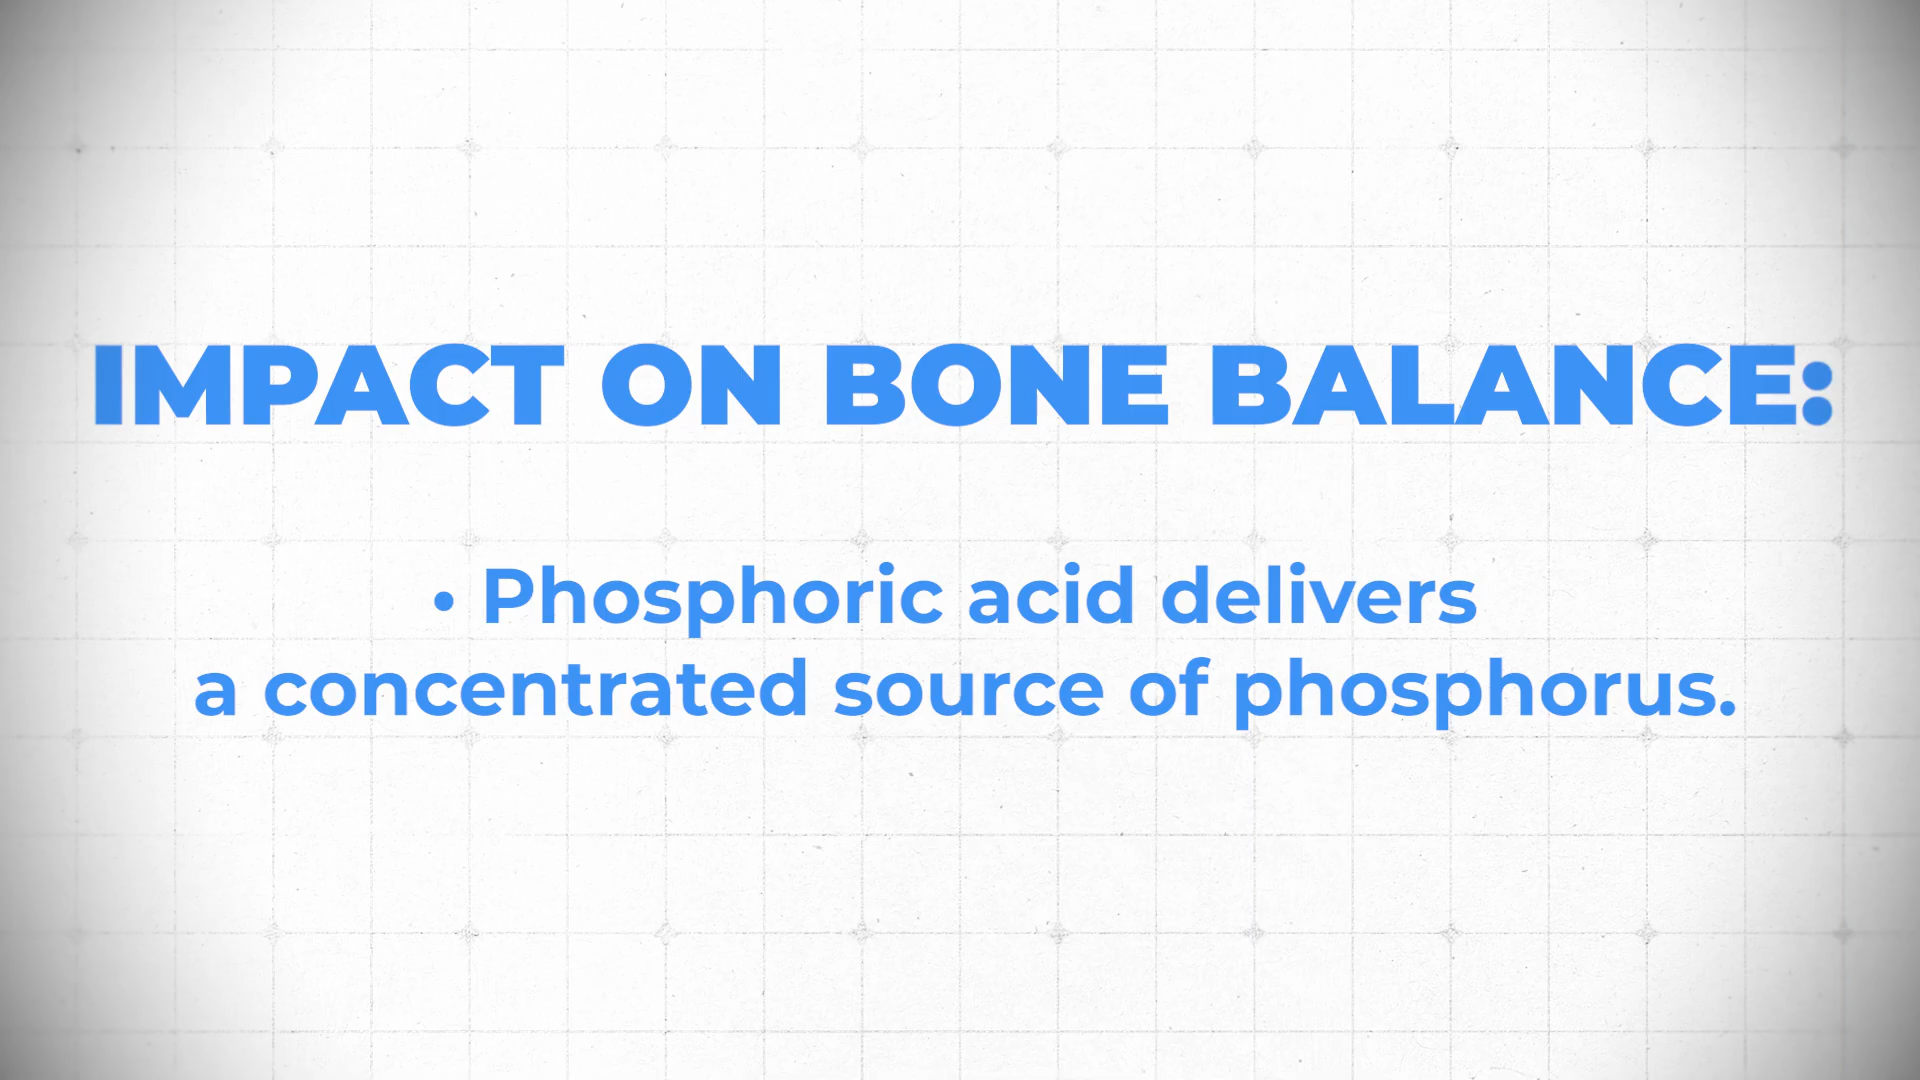 IMPACT ON BONE BALANCE:
• Phosphoric acid delivers
a concentrated source of phosphorus.